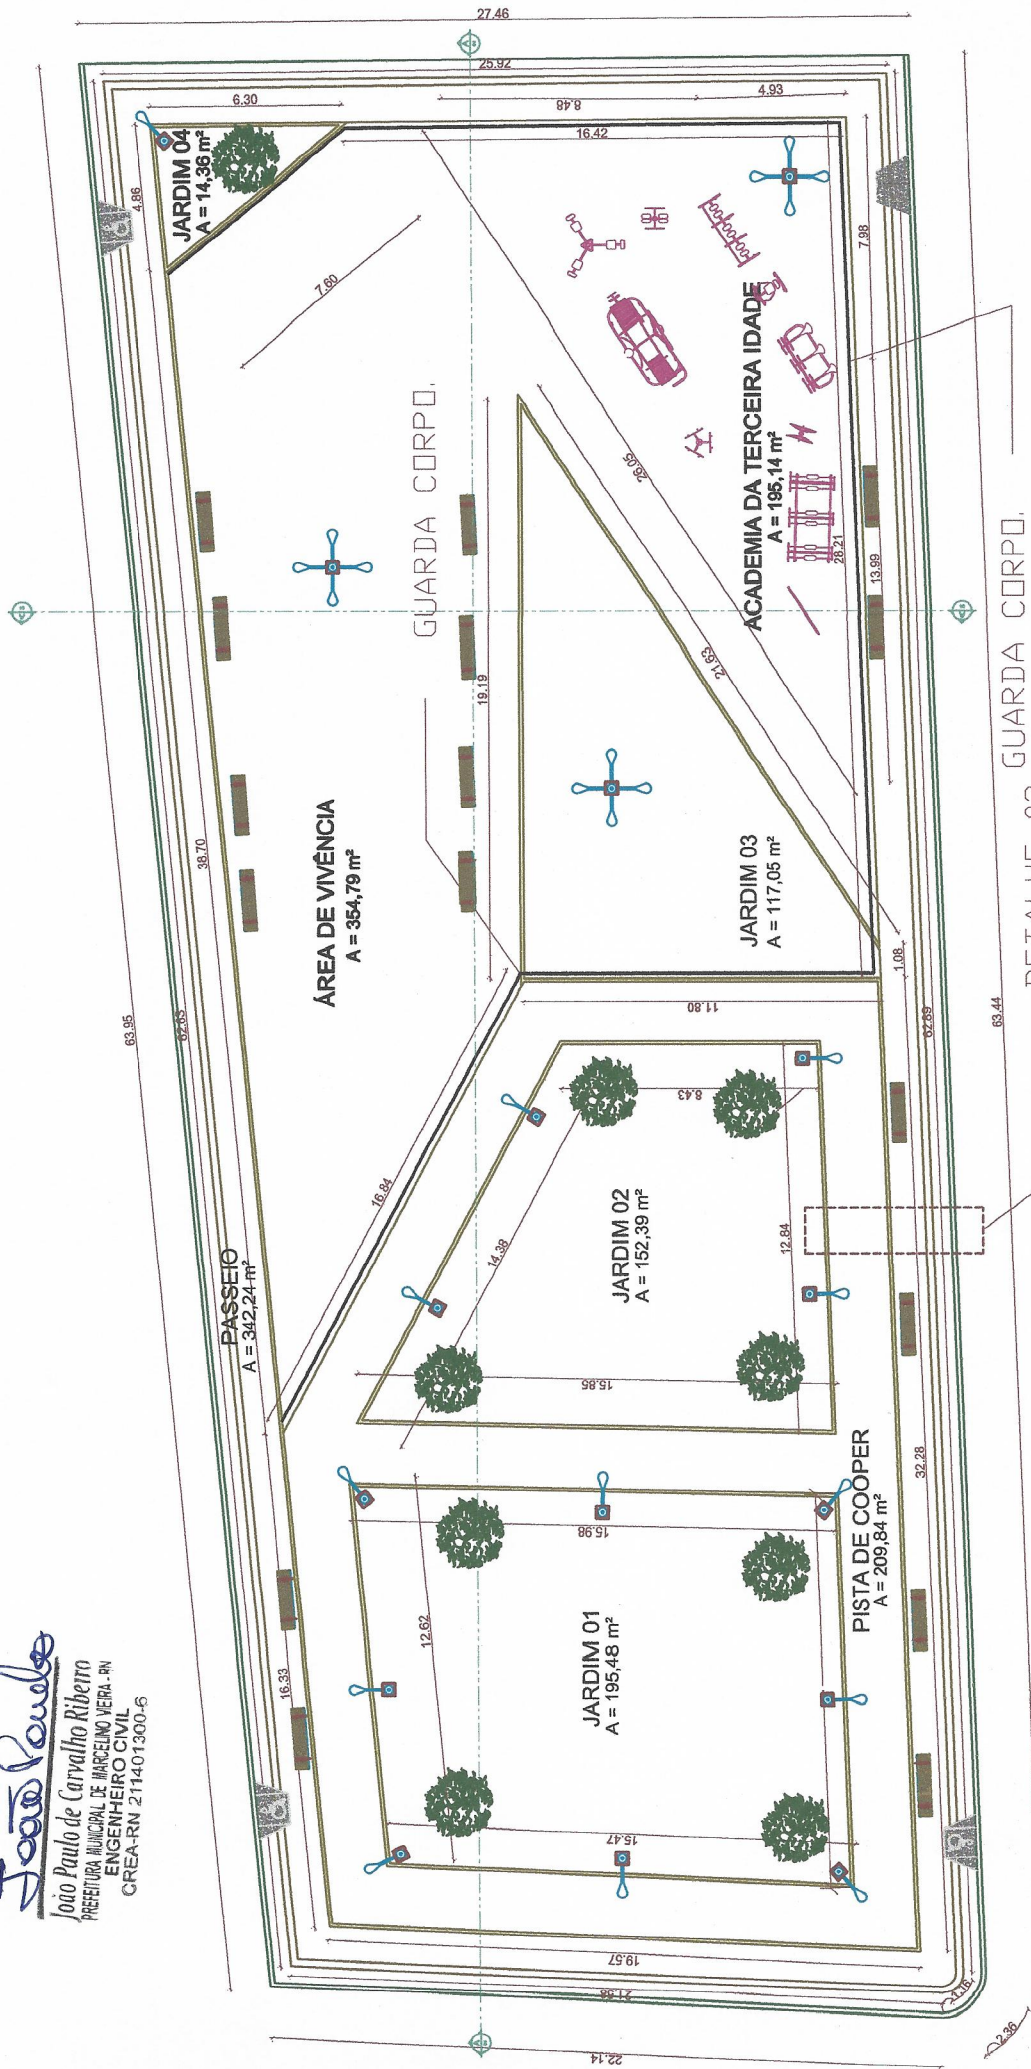 João Paulo
João Paulo de Carvalho Ribeiro
PREFEITURA MUNICIPAL DE MARCELINO VIEIRA-RN
ENGENHEIRO CIVIL
CREA-RN 211401300-6
27.46
25.92
6.30
8.48
4.93
16.42
4.86
JARDIM 04
A = 14,36 m²
7.60
7.98
GUARDA CORPO.
ACADEMIA DA TERCEIRA IDADE
A = 195,14 m²
26.05
28.21
13.99
21.63
19.19
GUARDA CORPO.
ÁREA DE VIVÊNCIA
A = 354,79 m²
38.70
62.63
63.95
JARDIM 03
A = 117,05 m²
1.08
11.80
62.89
63.44
PASSEIO
A = 342,24 m²
16.84
14.38
8.43
JARDIM 02
A = 152,39 m²
12.84
15.85
15.98
PISTA DE COOPER
A = 209,84 m²
32.28
12.62
JARDIM 01
A = 195,48 m²
16.33
15.47
19.57
21.58
1.16
22.14
2.36